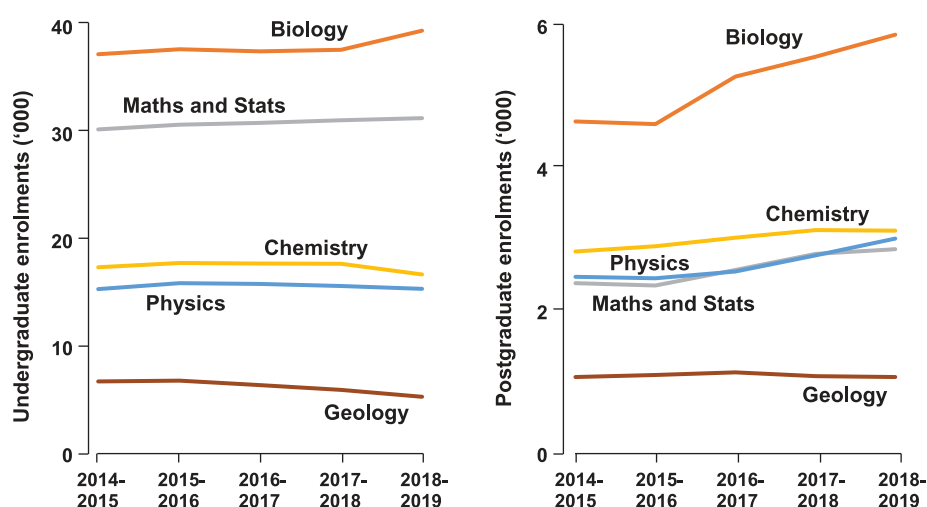 Undergraduate enrolments (‘000)
40
30
20
10
0
Biology
Maths and Stats
Chemistry
Physics
Geology
2014-
2015
2015-
2016
2016-
2017
2017-
2018
2018-
2019
Postgraduate enrolments (‘000)
6
4
2
0
Biology
Chemistry
Physics
Maths and Stats
Geology
2014-
2015
2015-
2016
2016-
2017
2017-
2018
2018-
2019